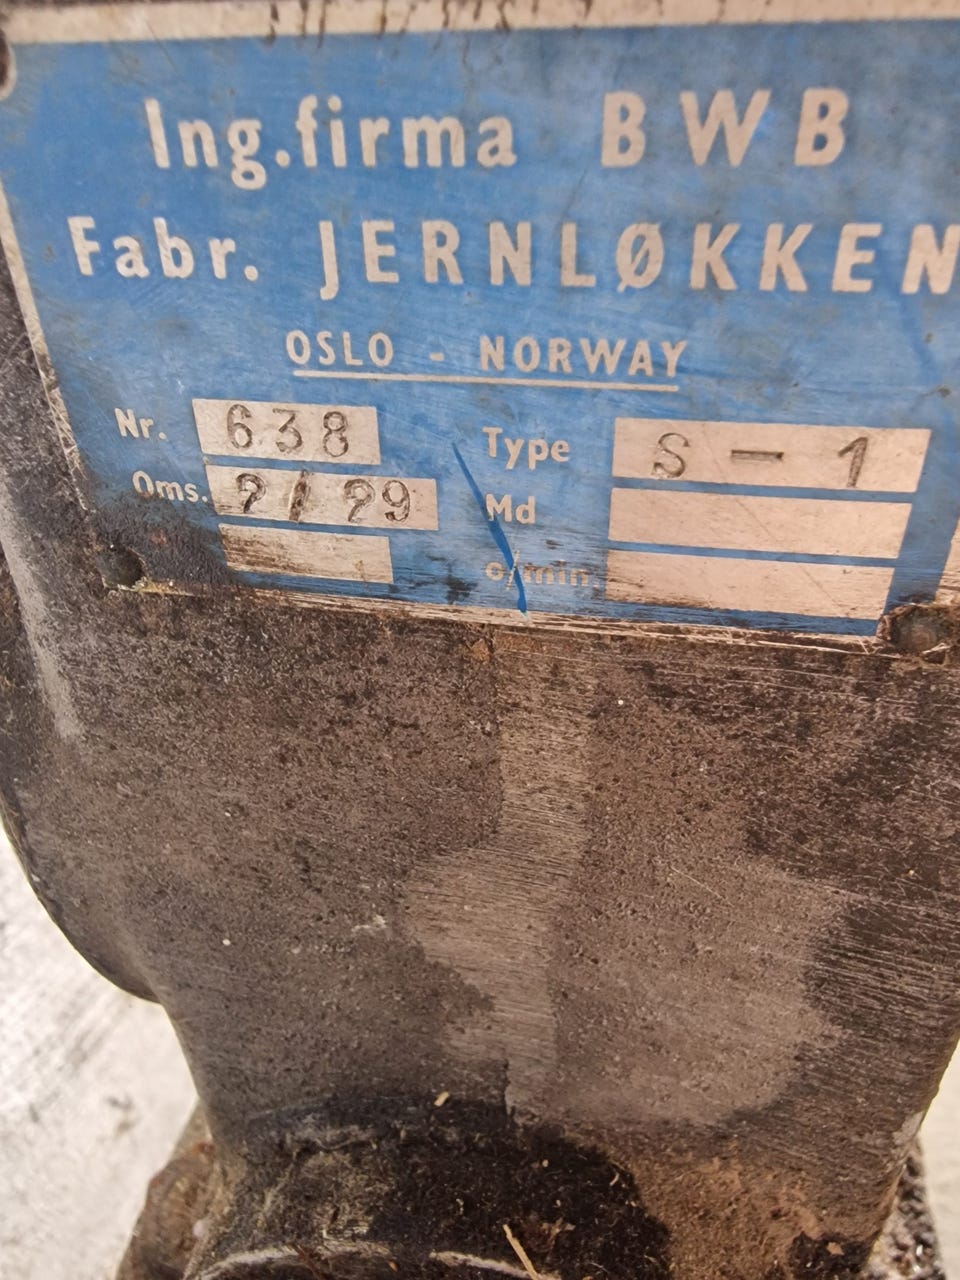 Ing.firma BWB
Fabr. JERNLØKKEN
OSLO - NORWAY
Nr. 638 Type S-1
Oms. Md
o/min.